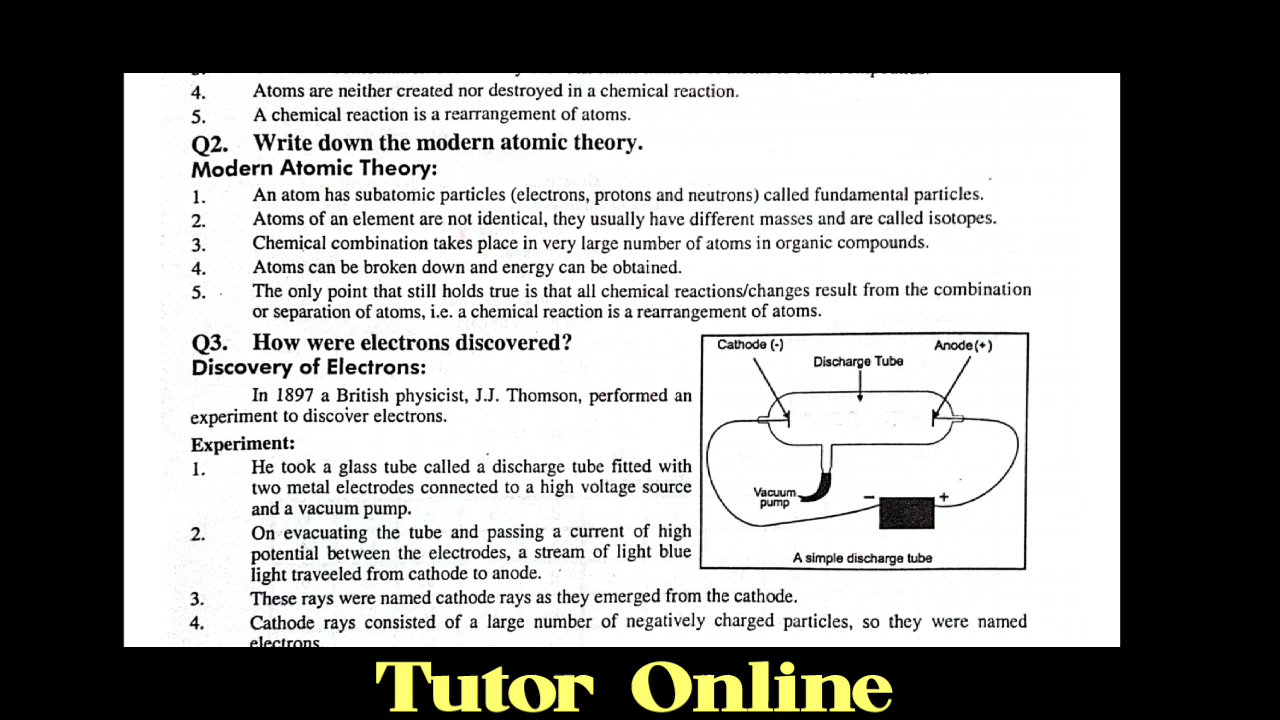 4. Atoms are neither created nor destroyed in a chemical reaction.
5. A chemical reaction is a rearrangement of atoms.
Q2. Write down the modern atomic theory.
Modern Atomic Theory:
1. An atom has subatomic particles (electrons, protons and neutrons) called fundamental particles.
2. Atoms of an element are not identical, they usually have different masses and are called isotopes.
3. Chemical combination takes place in very large number of atoms in organic compounds.
4. Atoms can be broken down and energy can be obtained.
5. The only point that still holds true is that all chemical reactions/changes result from the combination
or separation of atoms, i.e. a chemical reaction is a rearrangement of atoms.
Q3. How were electrons discovered?
Discovery of Electrons:
In 1897 a British physicist, J.J. Thomson, performed an
experiment to discover electrons.
Experiment:
1. He took a glass tube called a discharge tube fitted with
two metal electrodes connected to a high voltage source
and a vacuum pump.
2. On evacuating the tube and passing a current of high
potential between the electrodes, a stream of light blue
light traveeled from cathode to anode.
Cathode (-)
Anode (+)
Discharge Tube
Vacuum
pump
−
+
A simple discharge tube
3. These rays were named cathode rays as they emerged from the cathode.
4. Cathode rays consisted of a large number of negatively charged particles, so they were named
electrons.
Tutor Online